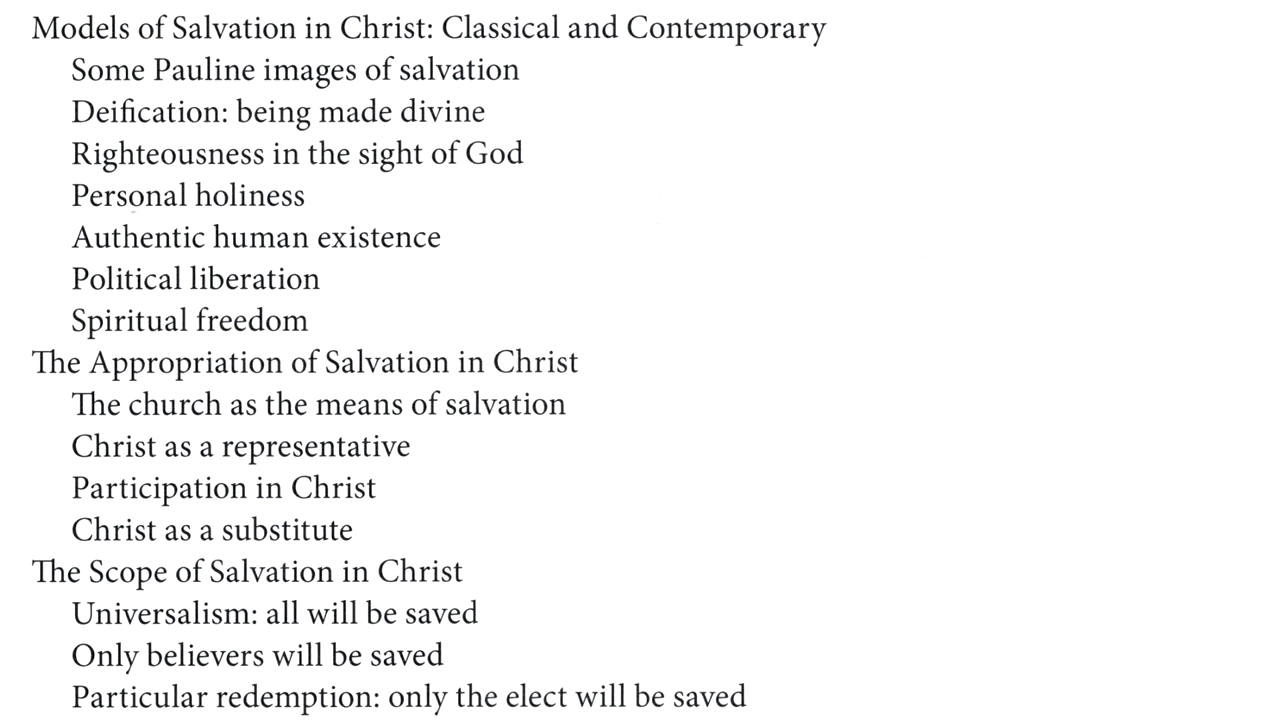 Models of Salvation in Christ: Classical and Contemporary
Some Pauline images of salvation
Deification: being made divine
Righteousness in the sight of God
Personal holiness
Authentic human existence
Political liberation
Spiritual freedom
The Appropriation of Salvation in Christ
The church as the means of salvation
Christ as a representative
Participation in Christ
Christ as a substitute
The Scope of Salvation in Christ
Universalism: all will be saved
Only believers will be saved
Particular redemption: only the elect will be saved